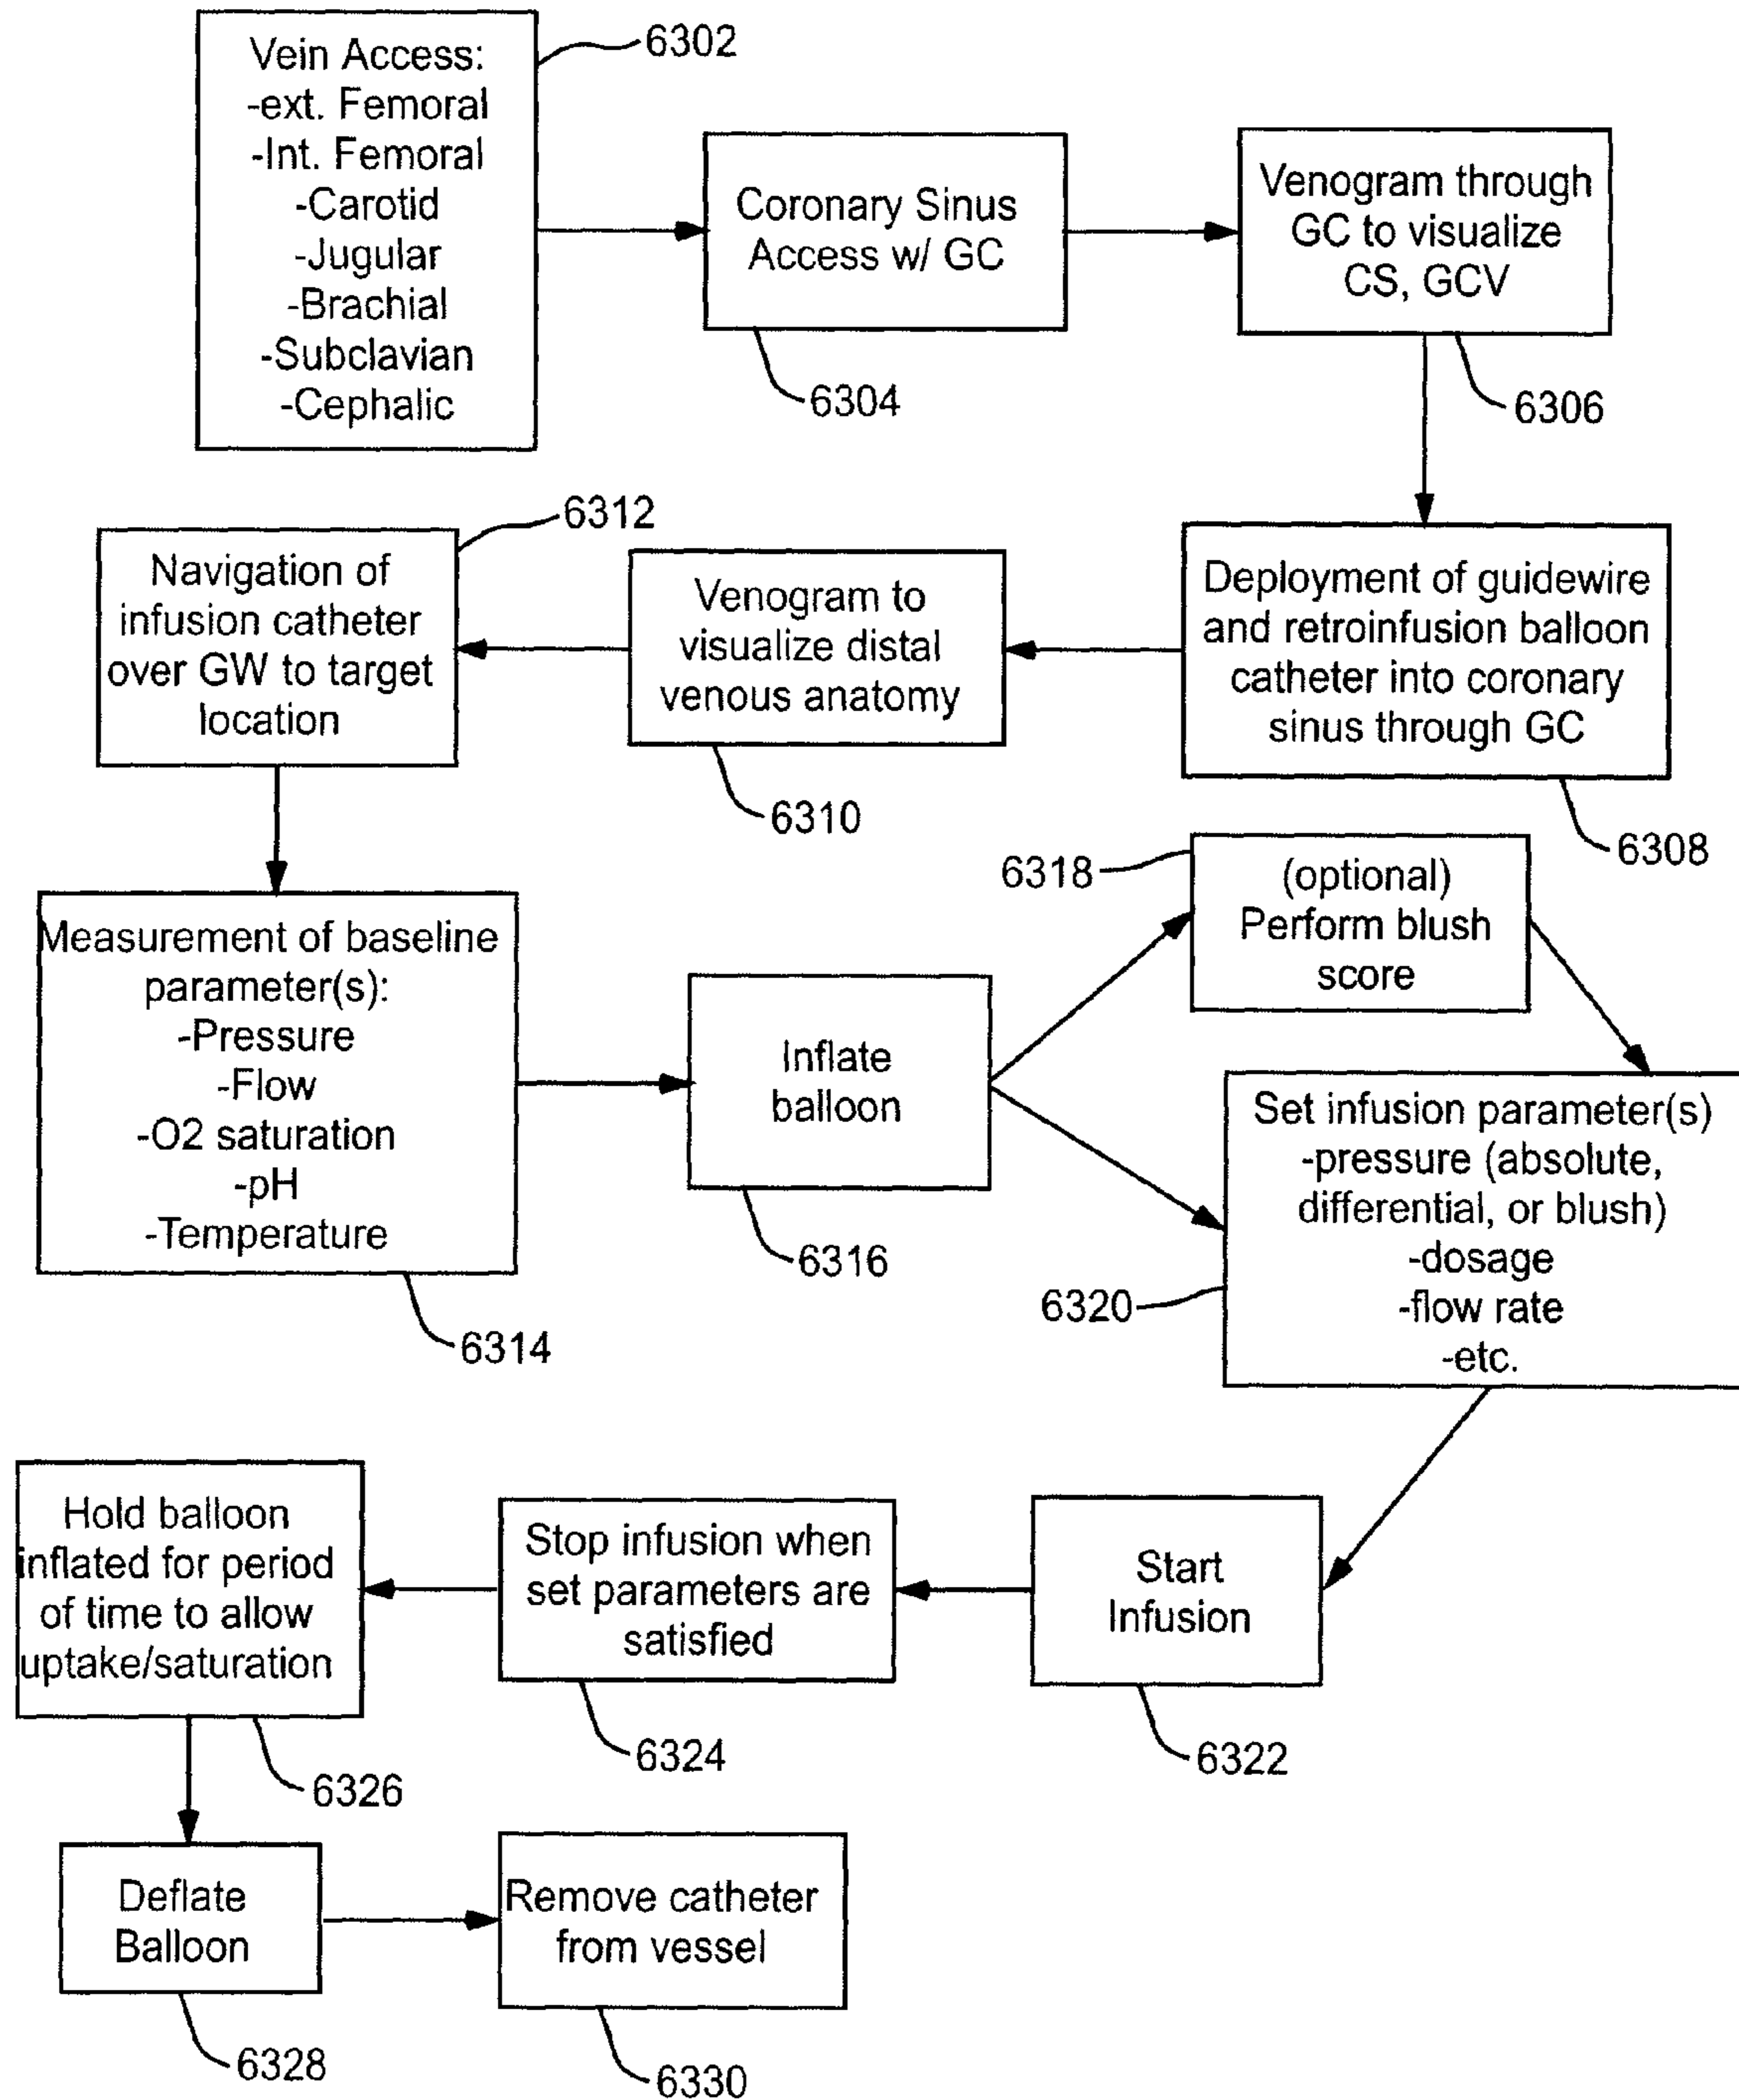 Vein Access:
-ext. Femoral
-Int. Femoral
-Carotid
-Jugular
-Brachial
-Subclavian
-Cephalic
6302
Coronary Sinus
Access w/ GC
6304
Venogram through
GC to visualize
CS, GCV
6306
Deployment of guidewire
and retroinfusion balloon
catheter into coronary
sinus through GC
6308
Venogram to
visualize distal
venous anatomy
6310
6312
Navigation of
infusion catheter
over GW to target
location
Measurement of baseline
parameter(s):
-Pressure
-Flow
-O2 saturation
-pH
-Temperature
6314
Inflate
balloon
6316
6318
(optional)
Perform blush
score
Set infusion parameter(s)
-pressure (absolute,
differential, or blush)
-dosage
-flow rate
-etc.
6320
Start
Infusion
6322
Stop infusion when
set parameters are
satisfied
6324
Hold balloon
inflated for period
of time to allow
uptake/saturation
6326
Deflate
Balloon
6328
Remove catheter
from vessel
6330